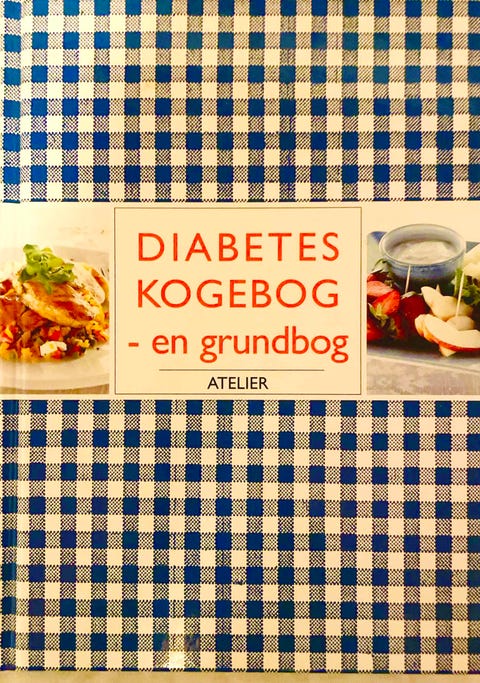 DIABETES
KOGEBOG
- en grundbog
ATELIER